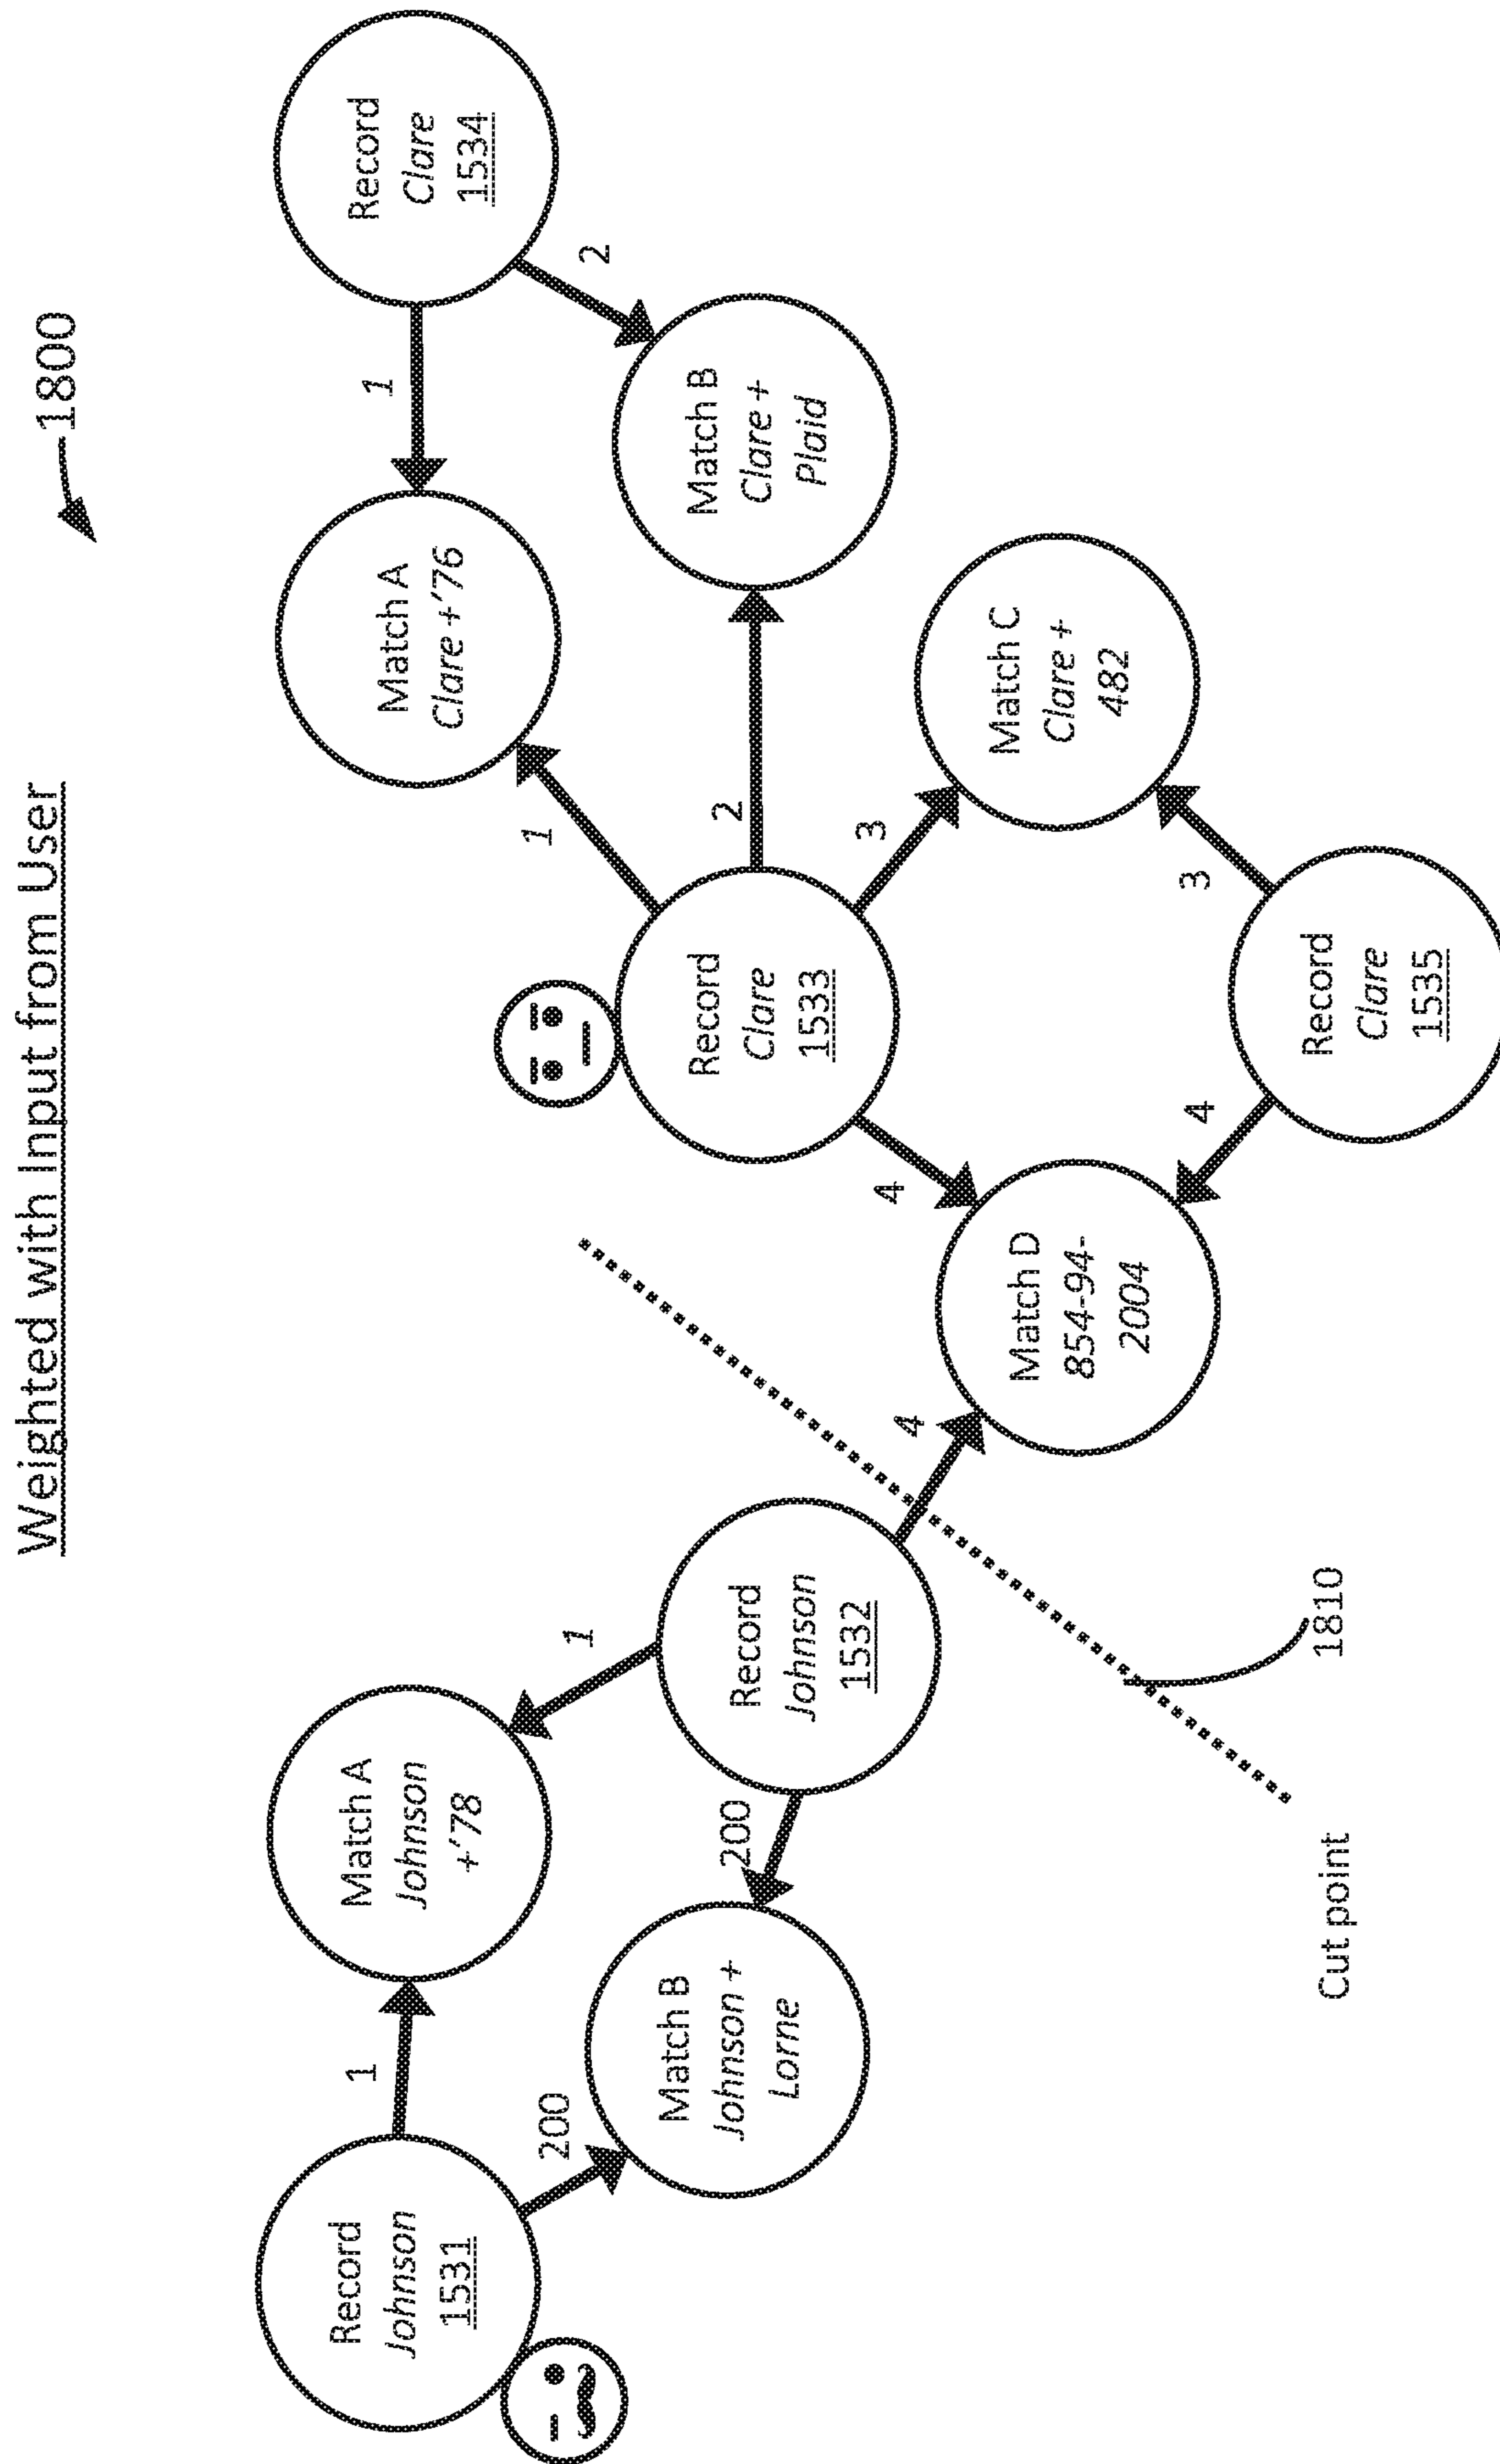 Weighted with Input from User
1800
Record
Johnson
1531
1
200
Match A
Johnson
+'78
Match B
Johnson +
Lorne
1
200
Record
Johnson
1532
4
Match D
854-94-
2004
4
4
Record
Clare
1533
1
2
3
Match A
Clare +'76
Match B
Clare +
Plaid
Match C
Clare +
482
3
Record
Clare
1535
1
2
Record
Clare
1534
Cut point
1810